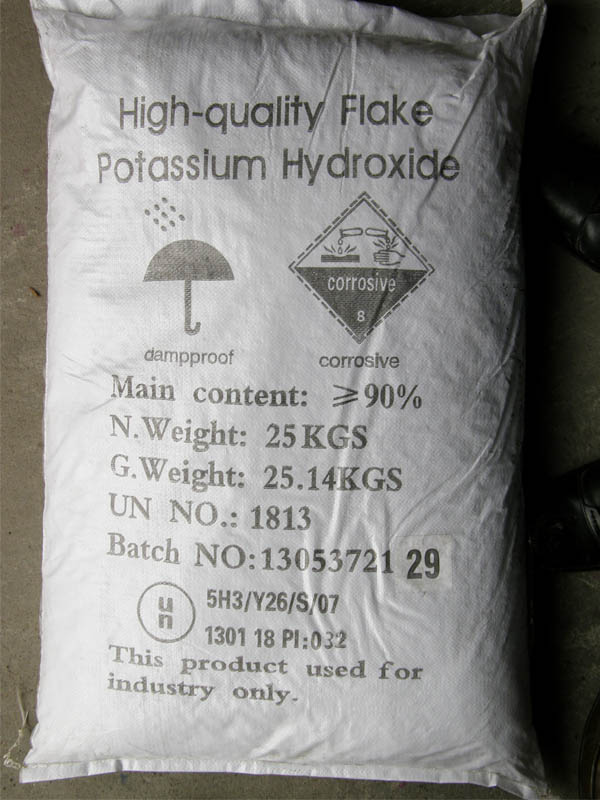 High-quality Flake
Potassium Hydroxide
corrosive
8
dampproof corrosive
Main content: ≥90%
N.Weight: 25KGS
G.Weight: 25.14KGS
UN NO.: 1813
Batch NO:13053721 29
un
5H3/Y26/S/07
1301 18 PI:032
This product used for
industry only.